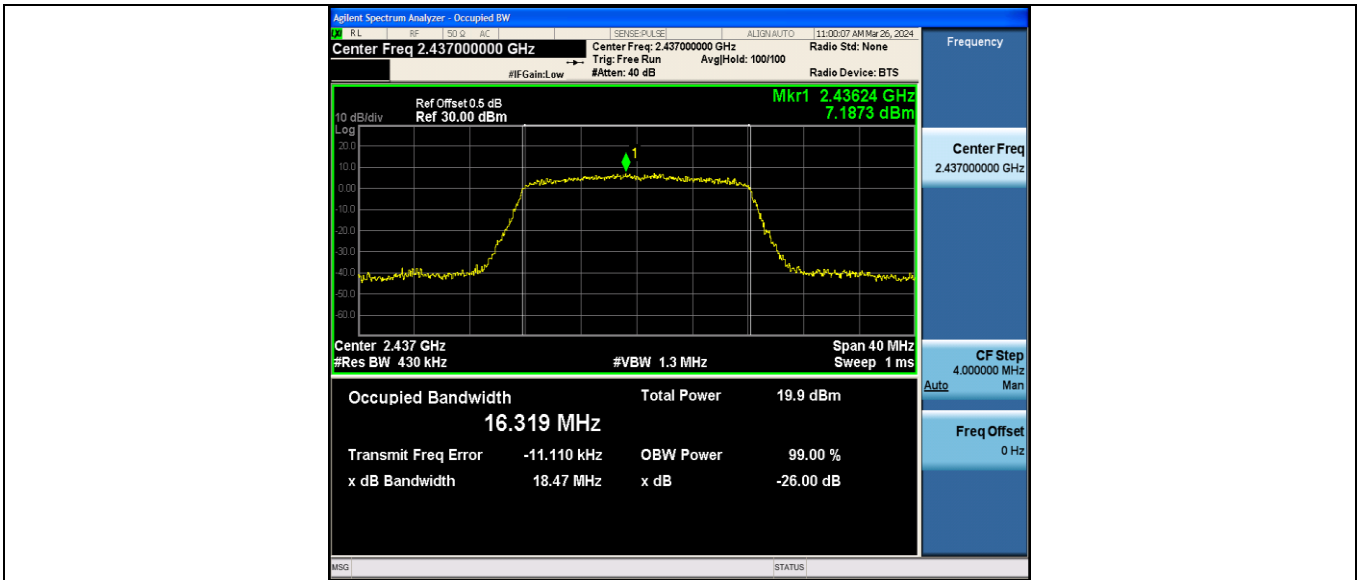 Agilent Spectrum Analyzer - Occupied BW
LXI RL RF 50 Ω AC SENSE:PULSE ALIGNAUTO 11:00:07 AM Mar 26, 2024
Center Freq 2.437000000 GHz Center Freq: 2.437000000 GHz Radio Std: None
Trig: Free Run Avg|Hold: 100/100
#IFGain:Low #Atten: 40 dB Radio Device: BTS
Frequency
Mkr1 2.43624 GHz
7.1873 dBm
Ref Offset 0.5 dB
10 dB/div Ref 30.00 dBm
Log
20.0
10.0
0.00
-10.0
-20.0
-30.0
-40.0
-50.0
-60.0
1
Center Freq
2.437000000 GHz
Center 2.437 GHz Span 40 MHz
#Res BW 430 kHz #VBW 1.3 MHz Sweep 1 ms
CF Step
4.000000 MHz
Auto Man
Occupied Bandwidth Total Power 19.9 dBm
16.319 MHz
Transmit Freq Error -11.110 kHz OBW Power 99.00 %
x dB Bandwidth 18.47 MHz x dB -26.00 dB
Freq Offset
0 Hz
MSG STATUS